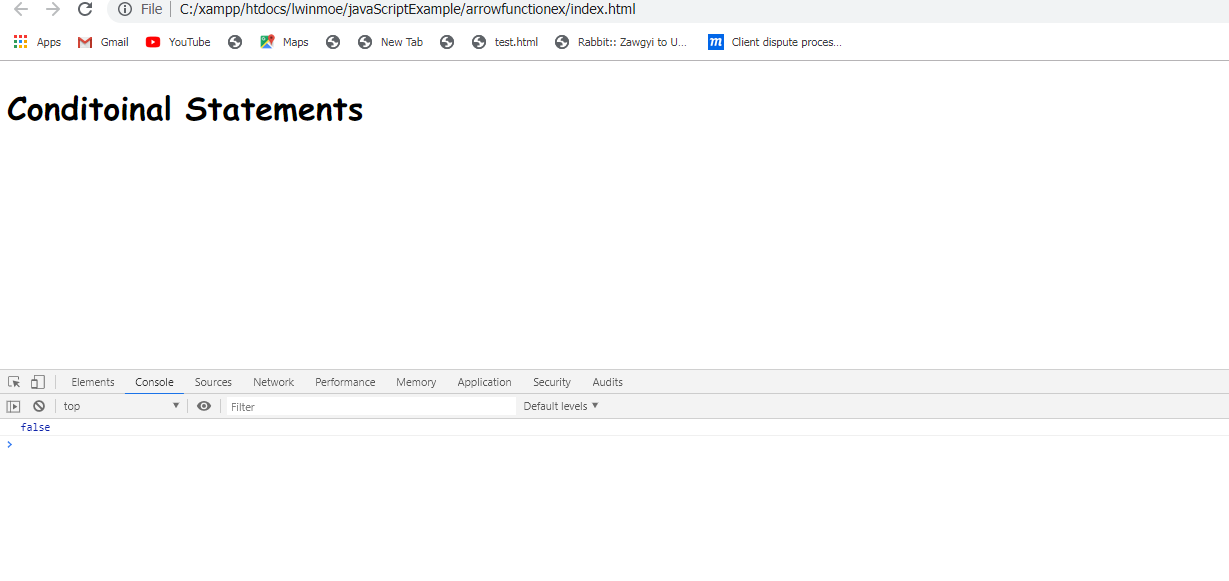 File | C:/xampp/htdocs/lwinmoe/javaScriptExample/arrowfunctionex/index.html
Apps Gmail YouTube Maps New Tab test.html Rabbit:: Zawgyi to U... m Client dispute proces...
Conditoinal Statements
Elements Console Sources Network Performance Memory Application Security Audits
top Filter Default levels
false